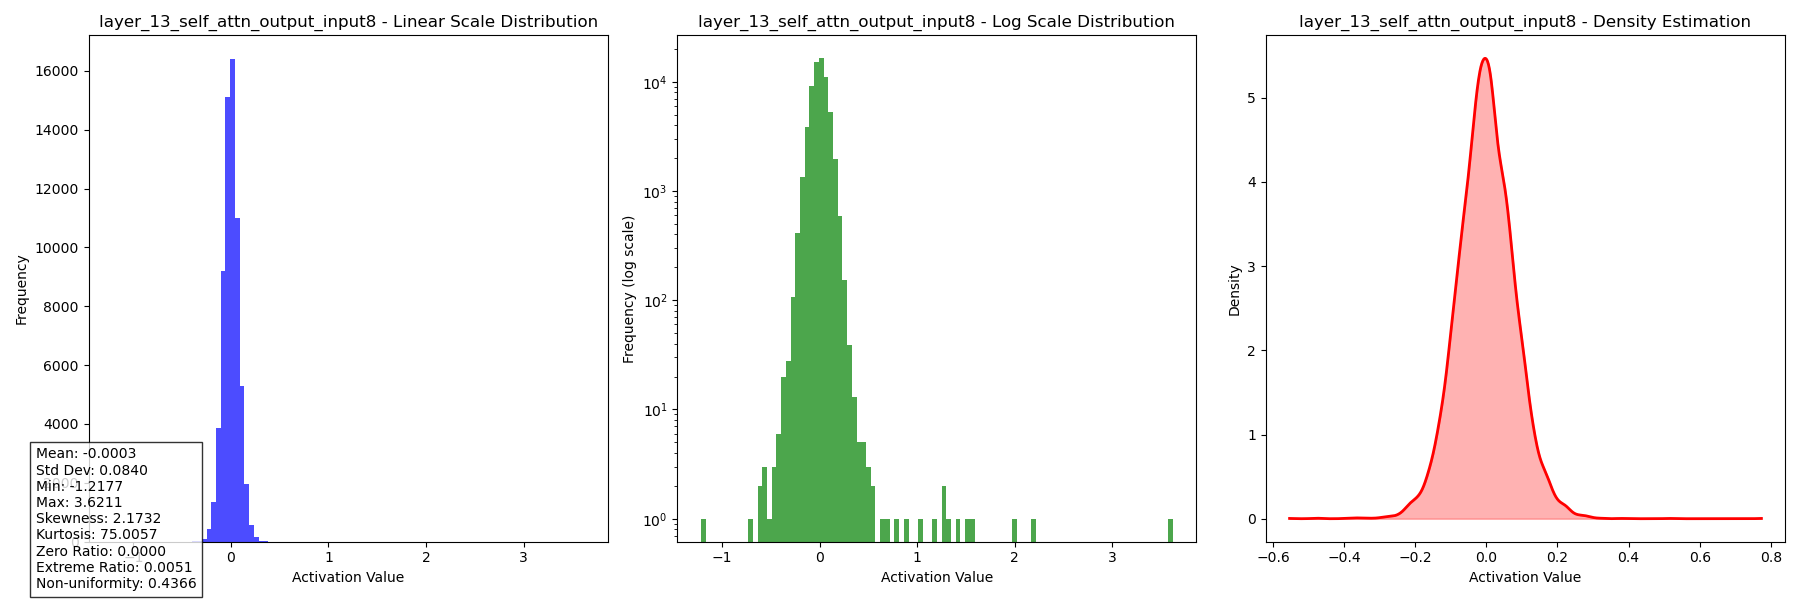 layer_13_self_attn_output_input8 - Linear Scale Distribution
Frequency
16000
14000
12000
10000
8000
6000
4000
2000
0
−1
0
1
2
3
Activation Value
Mean: -0.0003
Std Dev: 0.0840
Min: -1.2177
Max: 3.6211
Skewness: 2.1732
Kurtosis: 75.0057
Zero Ratio: 0.0000
Extreme Ratio: 0.0051
Non-uniformity: 0.4366
layer_13_self_attn_output_input8 - Log Scale Distribution
Frequency (log scale)
10⁴
10³
10²
10¹
10⁰
−1
0
1
2
3
Activation Value
layer_13_self_attn_output_input8 - Density Estimation
Density
5
4
3
2
1
0
−0.6
−0.4
−0.2
0.0
0.2
0.4
0.6
0.8
Activation Value